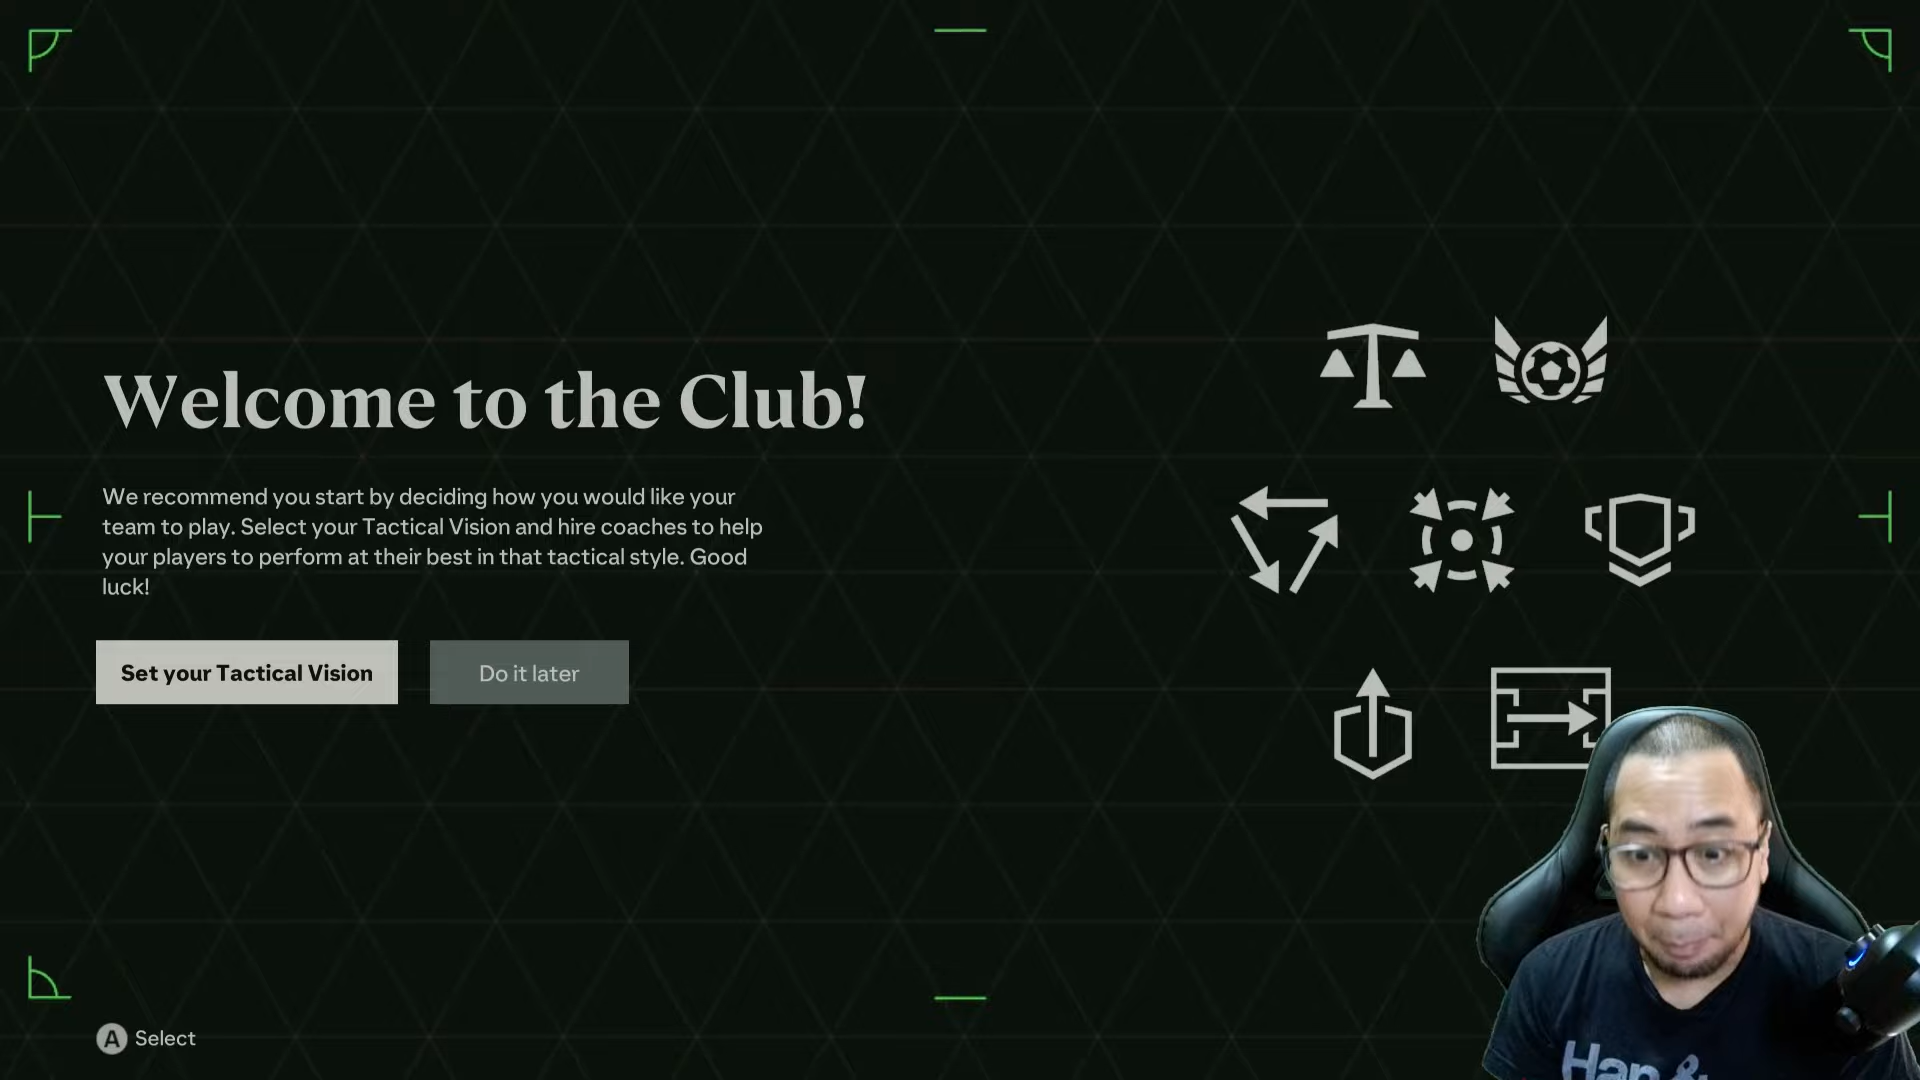 Welcome to the Club!
We recommend you start by deciding how you would like your
team to play. Select your Tactical Vision and hire coaches to help
your players to perform at their best in that tactical style. Good
luck!
Set your Tactical Vision
Do it later
A Select
Han &